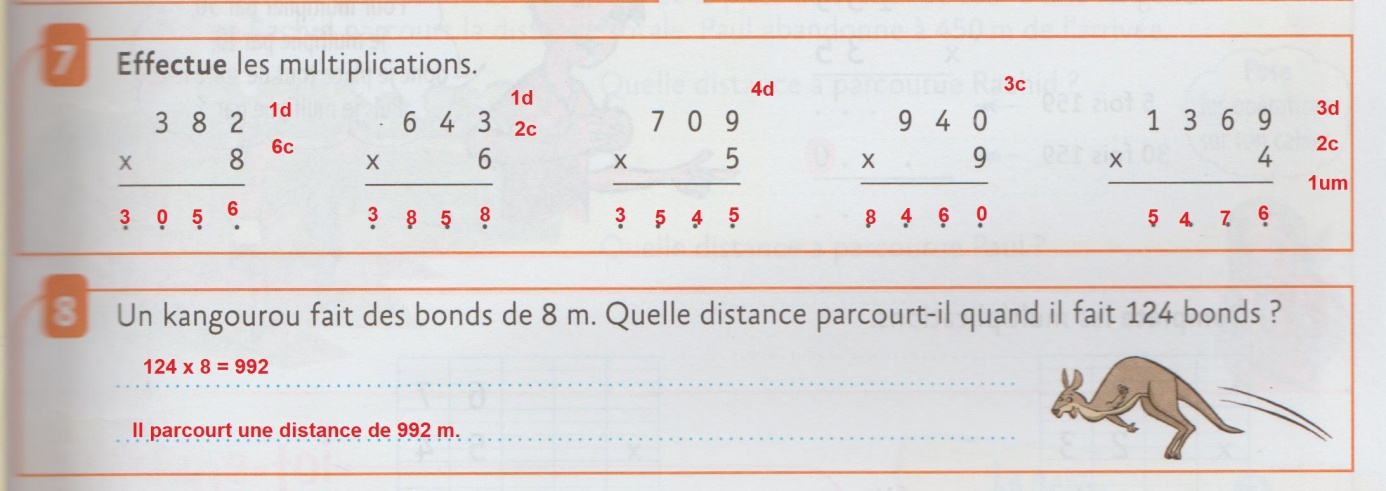 7
Effectue les multiplications.
3 8 2 1d
x 8 6c
3 0 5 6
6 4 3 1d
x 6 2c
3 8 5 8
7 0 9 4d
x 5
3 5 4 5
9 4 0 3c
x 9
8 4 6 0
1 3 6 9 3d
x 4 2c
1um
5 4 7 6
8
Un kangourou fait des bonds de 8 m. Quelle distance parcourt-il quand il fait 124 bonds ?
124 x 8 = 992
Il parcourt une distance de 992 m.